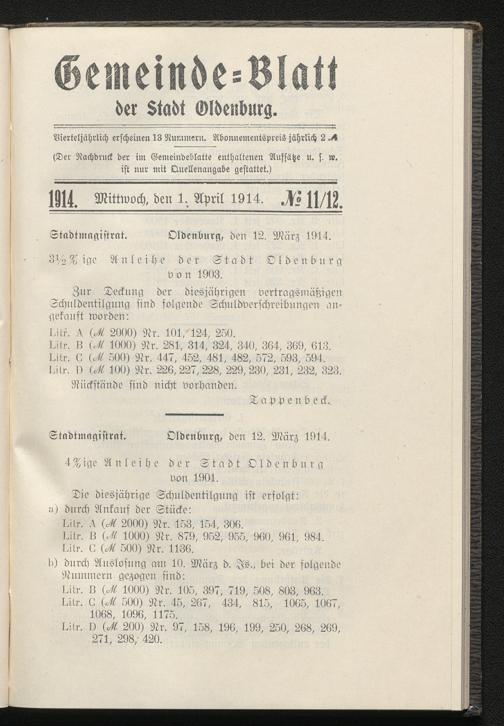 Gemeinde=Blatt
der Stadt Oldenburg.
Vierteljährlich erscheinen 13 Nummern. Abonnementspreis jährlich 2 ℳ
(Der Nachdruck der im Gemeindeblatte enthaltenen Aufsätze u. s. w.
ist nur mit Quellenangabe gestattet.)
1914. Mittwoch, den 1. April 1914. № 11/12.
Stadtmagistrat. Oldenburg, den 12. März 1914.
3½ % ige Anleihe der Stadt Oldenburg
von 1903.
Zur Deckung der diesjährigen vertragsmäßigen
Schuldentilgung sind folgende Schuldverschreibungen an-
gekauft worden:
Litr. A (ℳ 2000) Nr. 101, 124, 250.
Litr. B (ℳ 1000) Nr. 281, 314, 324, 340, 364, 369, 613.
Litr. C (ℳ 500) Nr. 447, 452, 481, 482, 572, 593, 594.
Litr. D (ℳ 100) Nr. 226, 227, 228, 229, 230, 231, 232, 323.
Rückstände sind nicht vorhanden.
Tappenbeck.
Stadtmagistrat. Oldenburg, den 12. März 1914.
4 % ige Anleihe der Stadt Oldenburg
von 1901.
Die diesjährige Schuldentilgung ist erfolgt:
a) durch Ankauf der Stücke:
Litr. A (ℳ 2000) Nr. 153, 154, 306.
Litr. B (ℳ 1000) Nr. 879, 952, 955, 960, 961, 984.
Litr. C (ℳ 500) Nr. 1136.
b) durch Auslosung am 10. März d. Js., bei der folgende
Nummern gezogen sind:
Litr. B (ℳ 1000) Nr. 105, 397, 719, 508, 803, 963.
Litr. C (ℳ 500) Nr. 45, 267, 434, 815, 1065, 1067,
1068, 1096, 1175.
Litr. D (ℳ 200) Nr. 97, 158, 196, 199, 250, 268, 269,
271, 298, 420.